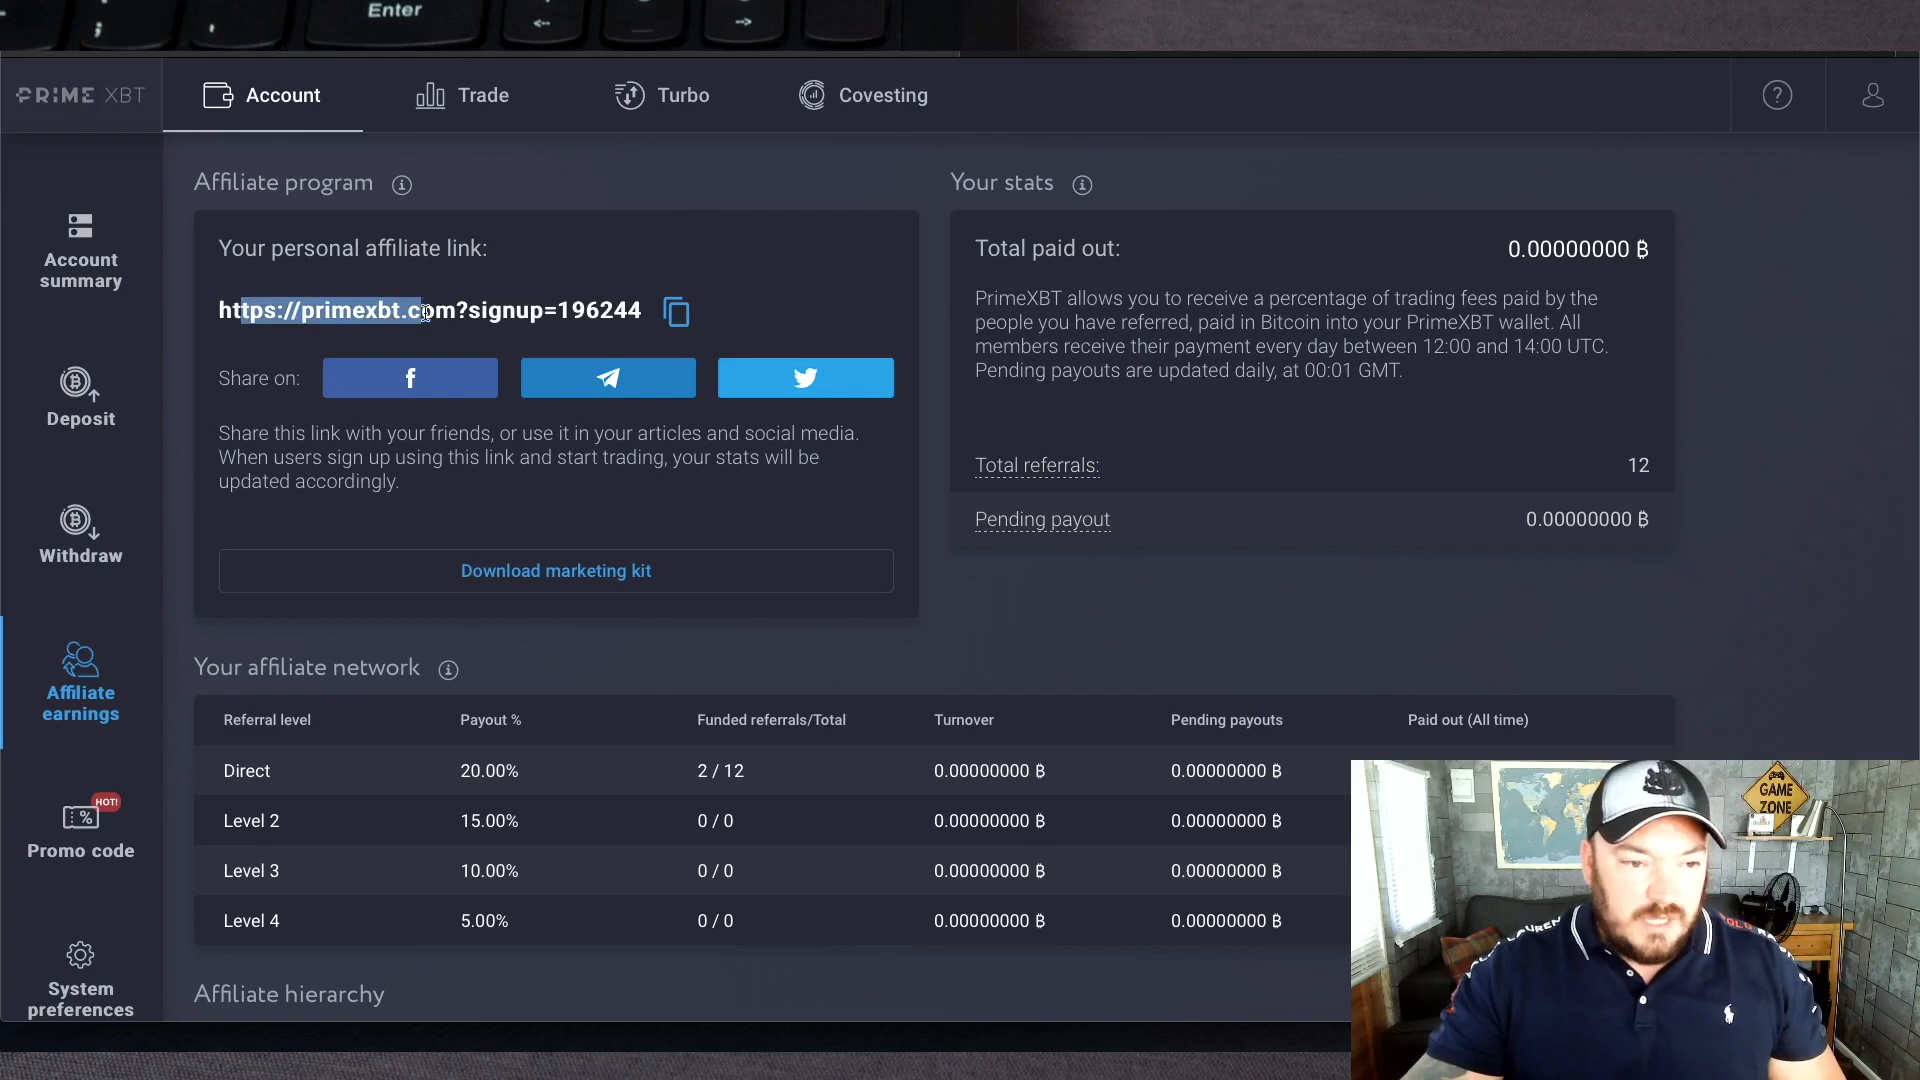 Enter
PRIME XBT
Account
Trade
Turbo
Covesting
Affiliate program
Your stats
Account
summary
Deposit
Withdraw
Affiliate
earnings
HOT!
Promo code
System
preferences
Your personal affiliate link:
https://primexbt.com?signup=196244
Share on:
Share this link with your friends, or use it in your articles and social media.
When users sign up using this link and start trading, your stats will be
updated accordingly.
Download marketing kit
Total paid out: 0.00000000 ฿
PrimeXBT allows you to receive a percentage of trading fees paid by the
people you have referred, paid in Bitcoin into your PrimeXBT wallet. All
members receive their payment every day between 12:00 and 14:00 UTC.
Pending payouts are updated daily, at 00:01 GMT.
Total referrals: 12
Pending payout 0.00000000 ฿
Your affiliate network
Referral level Payout % Funded referrals/Total Turnover Pending payouts Paid out (All time)
Direct 20.00% 2 / 12 0.00000000 ฿ 0.00000000 ฿
Level 2 15.00% 0 / 0 0.00000000 ฿ 0.00000000 ฿
Level 3 10.00% 0 / 0 0.00000000 ฿ 0.00000000 ฿
Level 4 5.00% 0 / 0 0.00000000 ฿ 0.00000000 ฿
Affiliate hierarchy
GAME
ZONE